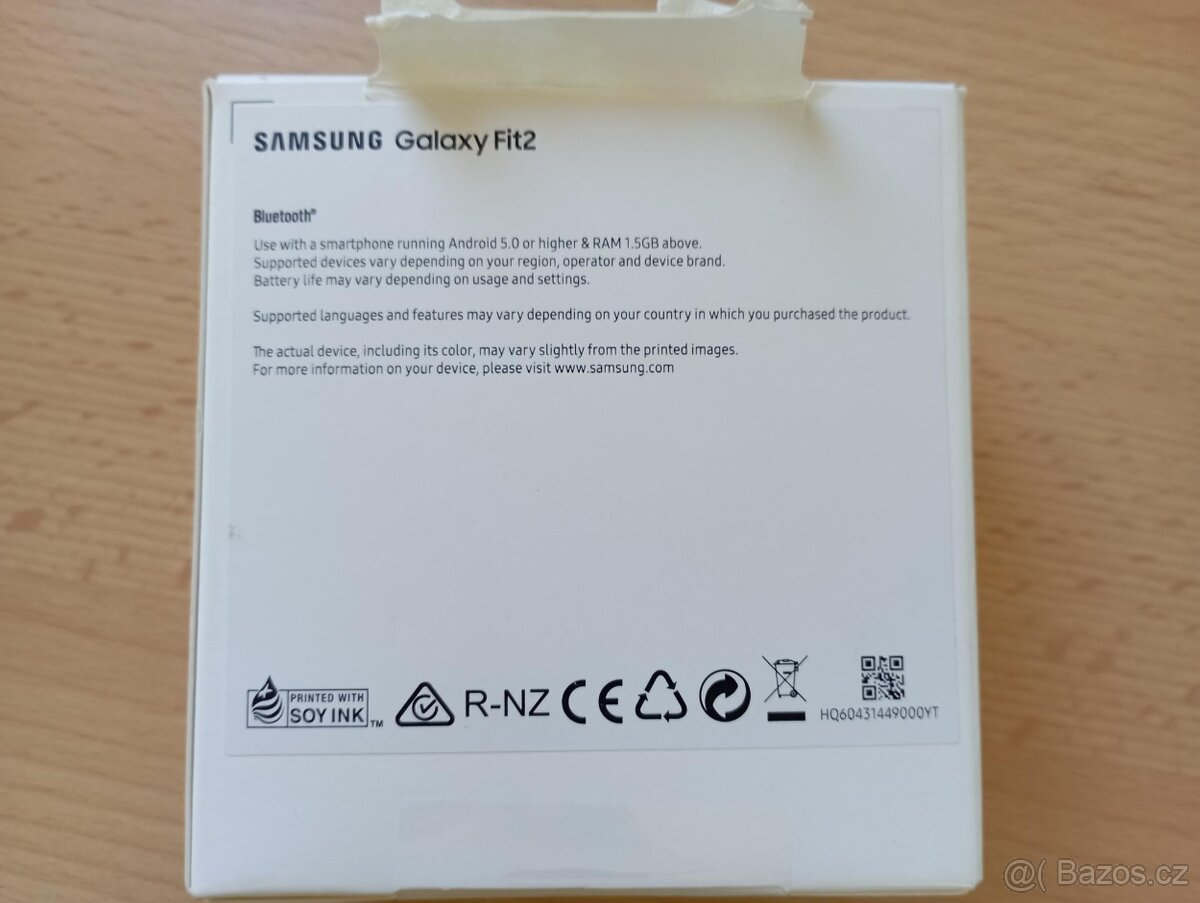 SAMSUNG Galaxy Fit2
Bluetooth®
Use with a smartphone running Android 5.0 or higher & RAM 1.5GB above.
Supported devices vary depending on your region, operator and device brand.
Battery life may vary depending on usage and settings.
Supported languages and features may vary depending on your country in which you purchased the product.
The actual device, including its color, may vary slightly from the printed images.
For more information on your device, please visit www.samsung.com
PRINTED WITH
SOY INK™
R-NZ CE
HQ60431449000YT
@( Bazos.cz